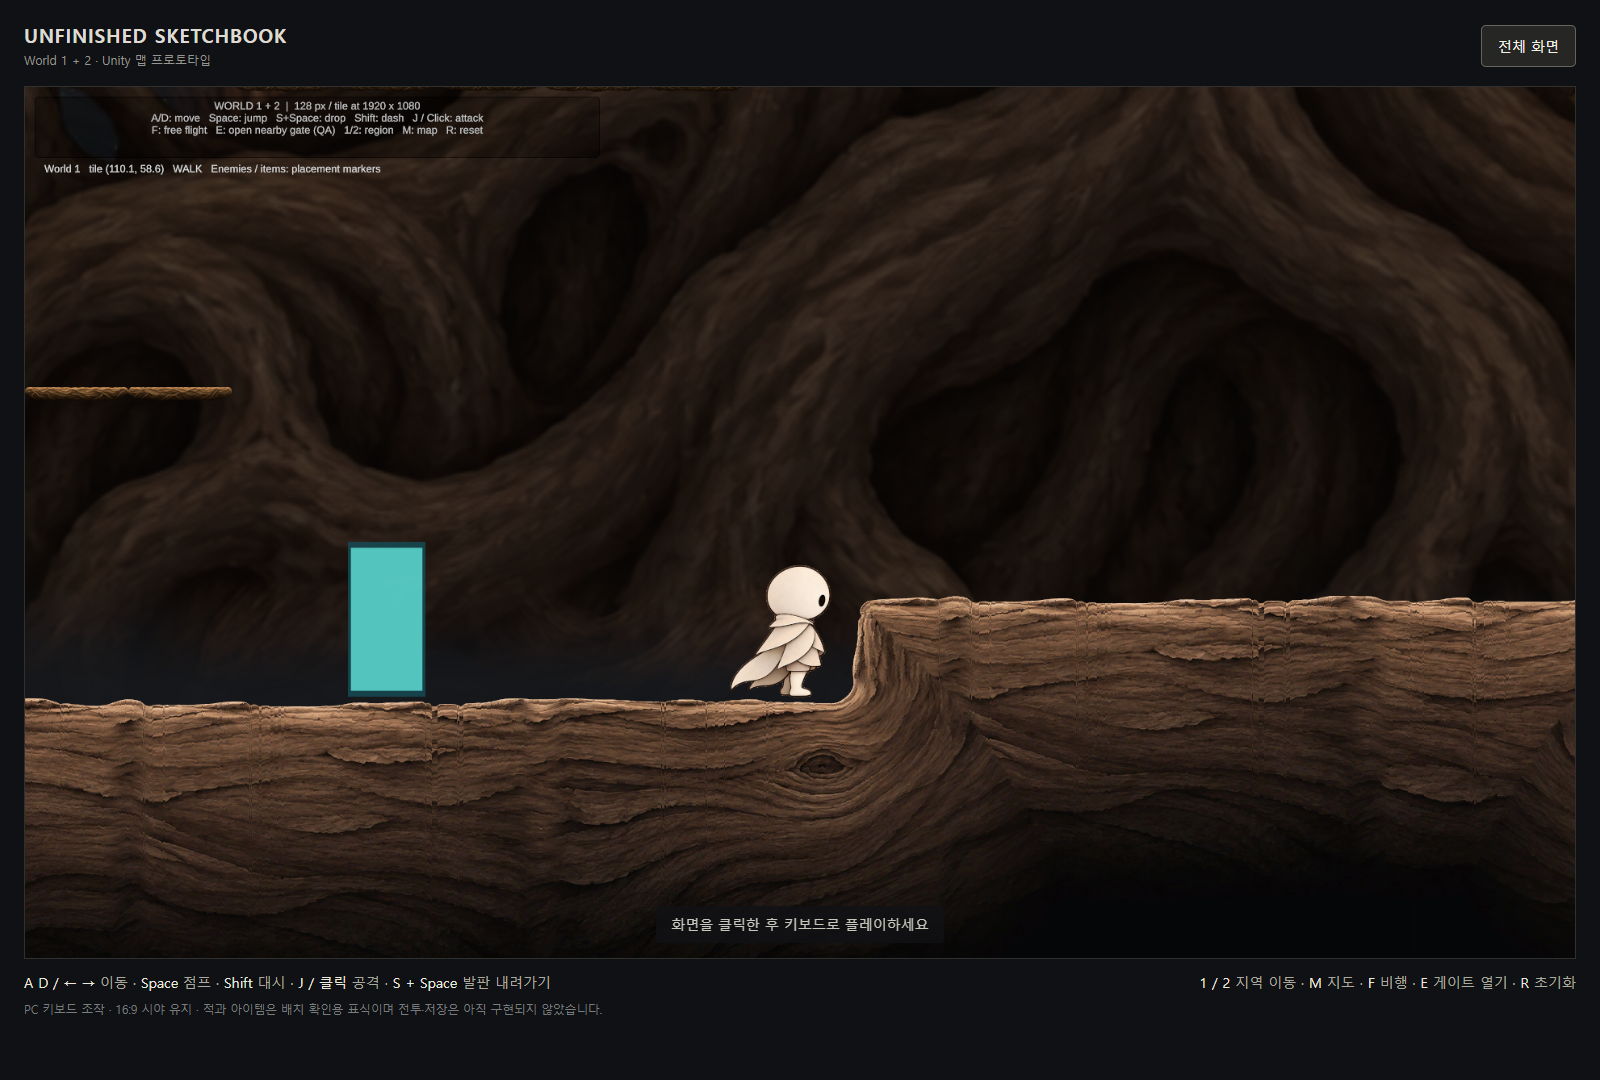 UNFINISHED SKETCHBOOK
World 1 + 2 · Unity 맵 프로토타입
전체 화면
WORLD 1 + 2 | 128 px / tile at 1920 x 1080
A/D: move Space: jump S+Space: drop Shift: dash J / Click: attack
F: free flight E: open nearby gate (QA) 1/2: region M: map R: reset
World 1 tile (110.1, 58.6) WALK Enemies / items: placement markers
화면을 클릭한 후 키보드로 플레이하세요
A D / ← → 이동 · Space 점프 · Shift 대시 · J / 클릭 공격 · S + Space 발판 내려가기
1 / 2 지역 이동 · M 지도 · F 비행 · E 게이트 열기 · R 초기화
PC 키보드 조작 · 16:9 시야 유지 · 적과 아이템은 배치 확인용 표식이며 전투·저장은 아직 구현되지 않았습니다.